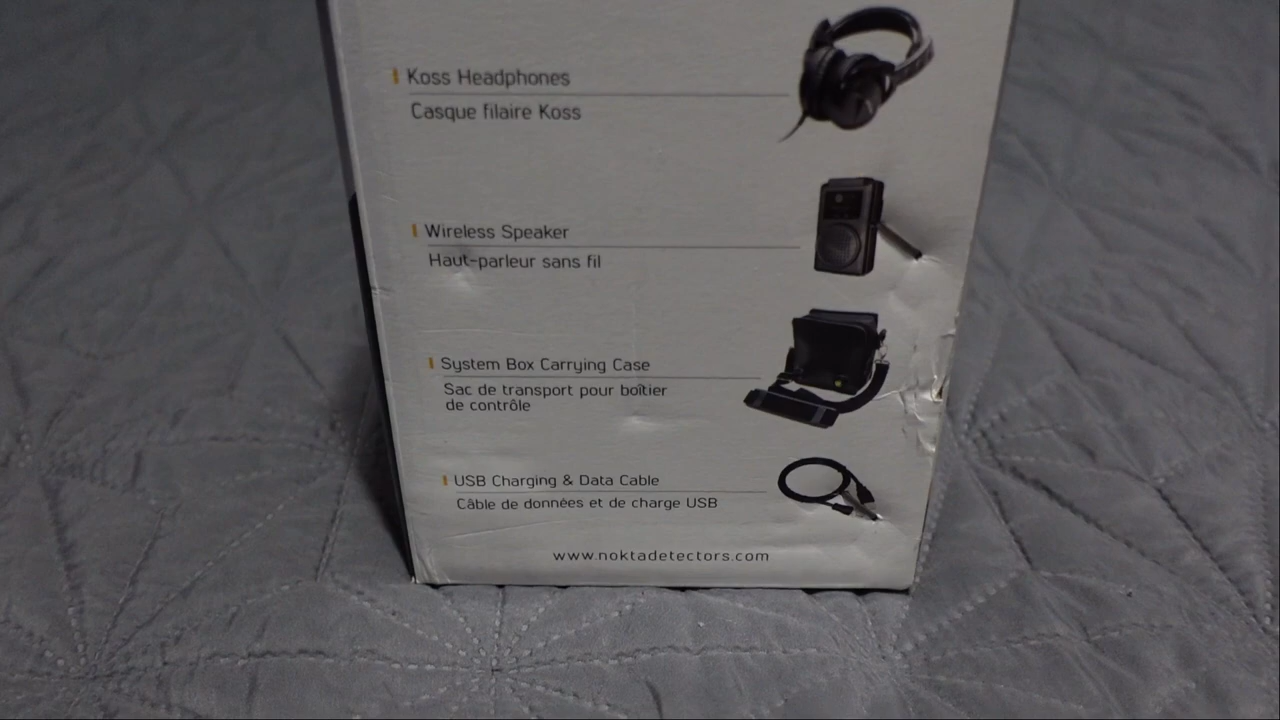 Koss Headphones
Casque filaire Koss
Wireless Speaker
Haut-parleur sans fil
System Box Carrying Case
Sac de transport pour boîtier
de contrôle
USB Charging & Data Cable
Câble de données et de charge USB
www.noktadetectors.com